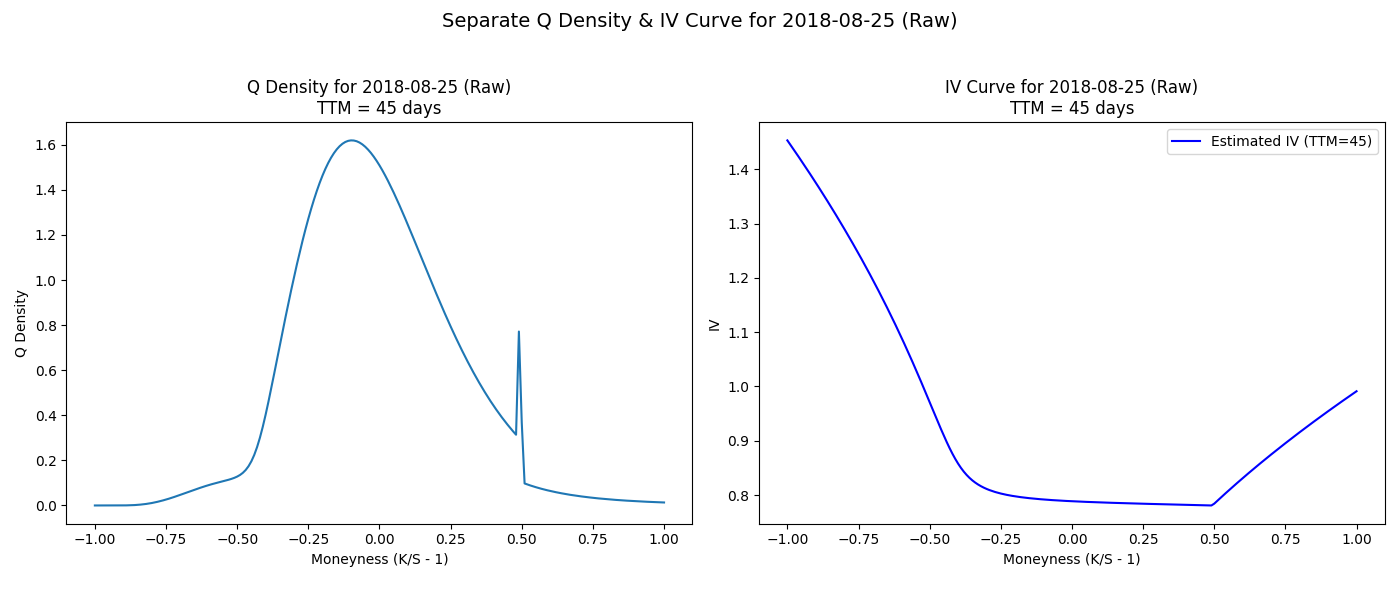 Separate Q Density & IV Curve for 2018-08-25 (Raw)
Q Density for 2018-08-25 (Raw)
TTM = 45 days
Q Density
1.6
1.4
1.2
1.0
0.8
0.6
0.4
0.2
0.0
−1.00 −0.75 −0.50 −0.25 0.00 0.25 0.50 0.75 1.00
Moneyness (K/S - 1)
IV Curve for 2018-08-25 (Raw)
TTM = 45 days
Estimated IV (TTM=45)
IV
1.4
1.3
1.2
1.1
1.0
0.9
0.8
−1.00 −0.75 −0.50 −0.25 0.00 0.25 0.50 0.75 1.00
Moneyness (K/S - 1)